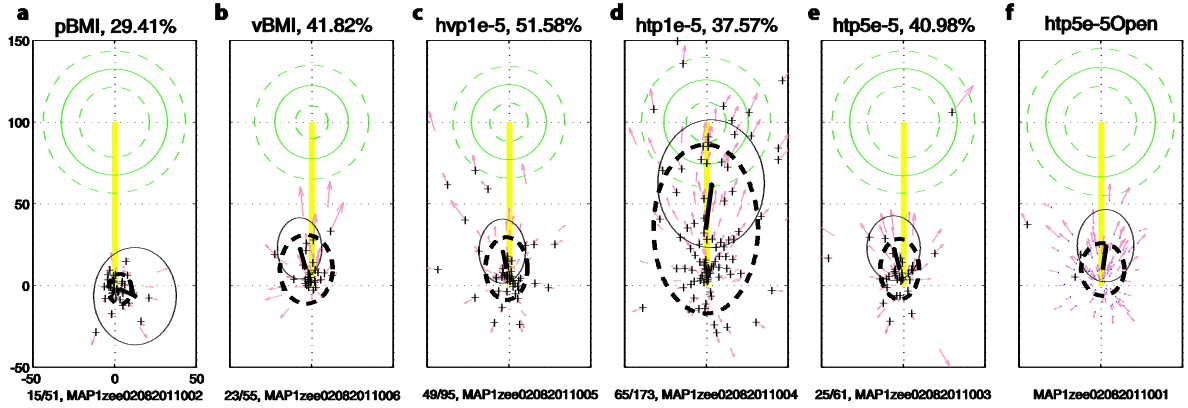 a b c d e f
pBMI, 29.41% vBMI, 41.82% hvp1e-5, 51.58% htp1e-5, 37.57% htp5e-5, 40.98% htp5e-5Open
150
100
50
0
-50
-50 0 50
15/51, MAP1zee02082011002 23/55, MAP1zee02082011006 49/95, MAP1zee02082011005 65/173, MAP1zee02082011004 25/61, MAP1zee02082011003 MAP1zee02082011001